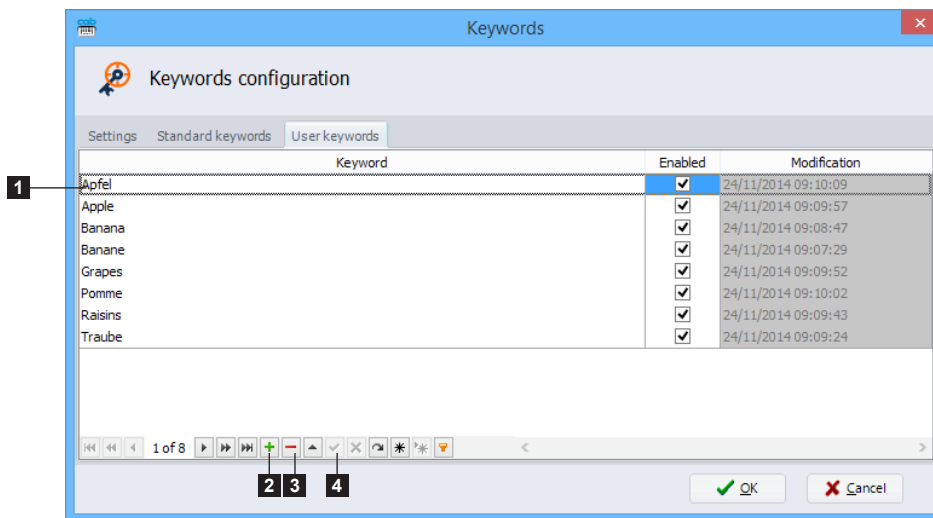 cab
Keywords
Keywords configuration
Settings Standard keywords User keywords
Keyword Enabled Modification
1
Apfel 24/11/2014 09:10:09
Apple 24/11/2014 09:09:57
Banana 24/11/2014 09:08:47
Banane 24/11/2014 09:07:29
Grapes 24/11/2014 09:09:52
Pomme 24/11/2014 09:10:02
Raisins 24/11/2014 09:09:43
Traube 24/11/2014 09:09:24
1 of 8
2 3 4
OK Cancel